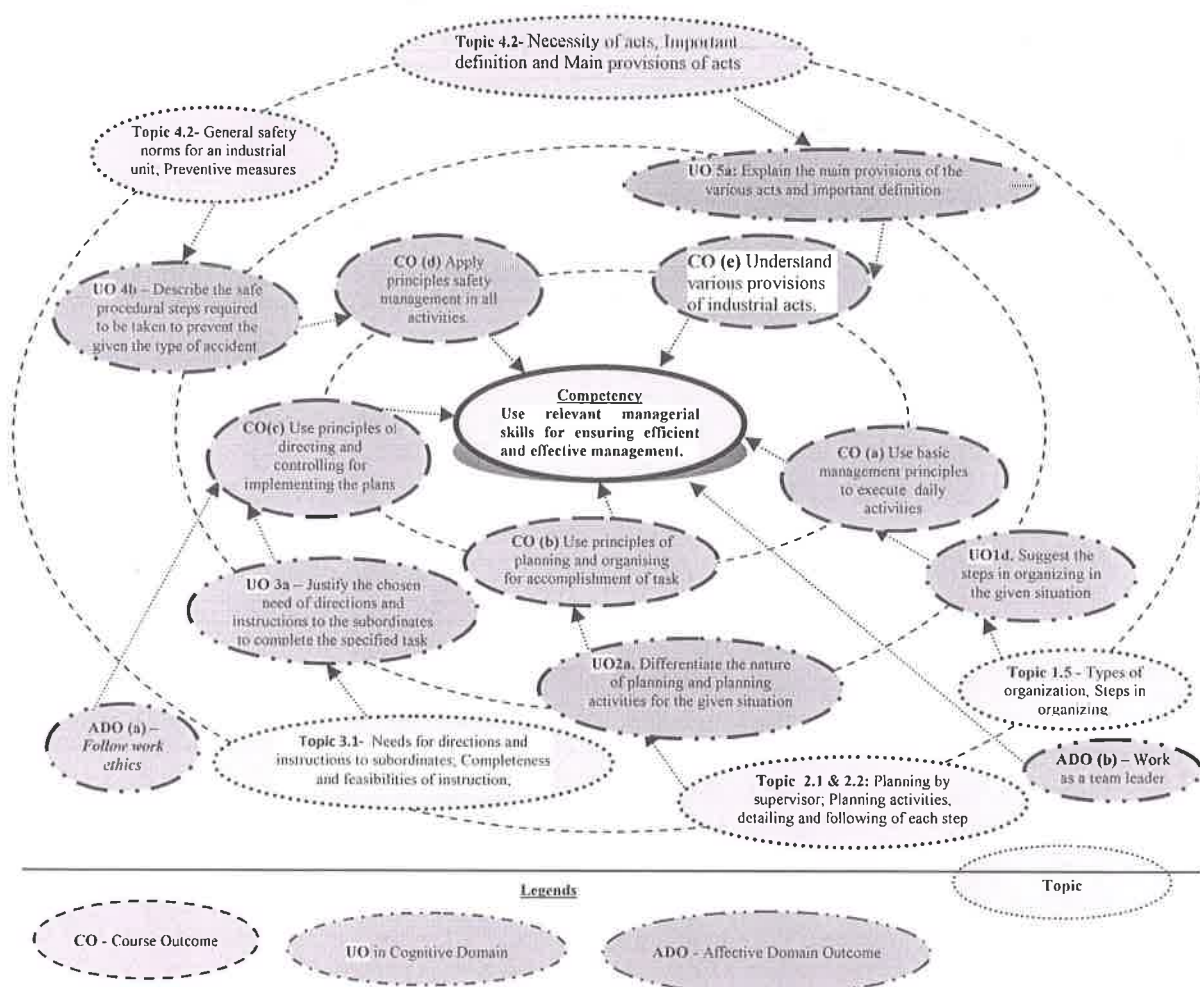 Topic 4.2- Necessity of acts, Important
definition and Main provisions of acts
Topic 4.2- General safety
norms for an industrial
unit, Preventive measures
UO 5a: Explain the main provisions of the
various acts and important definition
CO (d) Apply
principles safety
management in all
activities.
CO (e) Understand
various provisions
of industrial acts.
UO 4b – Describe the safe
procedural steps required
to be taken to prevent the
given the type of accident
Competency
Use relevant managerial
skills for ensuring efficient
and effective management.
CO(c) Use principles of
directing and
controlling for
implementing the plans
CO (a) Use basic
management principles
to execute daily
activities
CO (b) Use principles of
planning and organising
for accomplishment of task
UO1d. Suggest the
steps in organizing in
the given situation
UO 3a – Justify the chosen
need of directions and
instructions to the subordinates
to complete the specified task
UO2a. Differentiate the nature
of planning and planning
activities for the given situation
Topic 1.5 - Types of
organization, Steps in
organizing
ADO (a) –
Follow work
ethics
Topic 3.1- Needs for directions and
instructions to subordinates, Completeness
and feasibilities of instruction.
Topic 2.1 & 2.2: Planning by
supervisor; Planning activities,
detailing and following of each step
ADO (b) – Work
as a team leader
Legends
Topic
CO - Course Outcome
UO in Cognitive Domain
ADO - Affective Domain Outcome